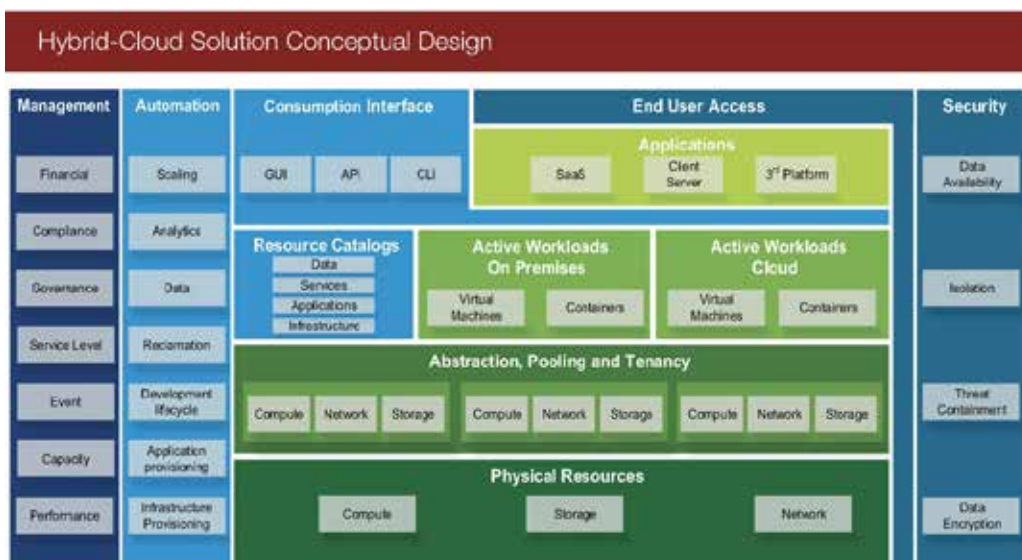 Hybrid-Cloud Solution Conceptual Design
Management
Financial
Compliance
Governance
Service Level
Event
Capacity
Performance
Automation
Scaling
Analytics
Data
Reclamation
Development
lifecycle
Application
provisioning
Infrastructure
Provisioning
Consumption Interface
GUI
API
CLI
End User Access
Applications
SaaS
Client
Server
3rd Platform
Resource Catalogs
Data
Services
Applications
Infrastructure
Active Workloads
On Premises
Virtual
Machines
Containers
Active Workloads
Cloud
Virtual
Machines
Containers
Abstraction, Pooling and Tenancy
Compute
Network
Storage
Compute
Network
Storage
Compute
Network
Storage
Physical Resources
Compute
Storage
Network
Security
Data
Availability
Isolation
Threat
Containment
Data
Encryption